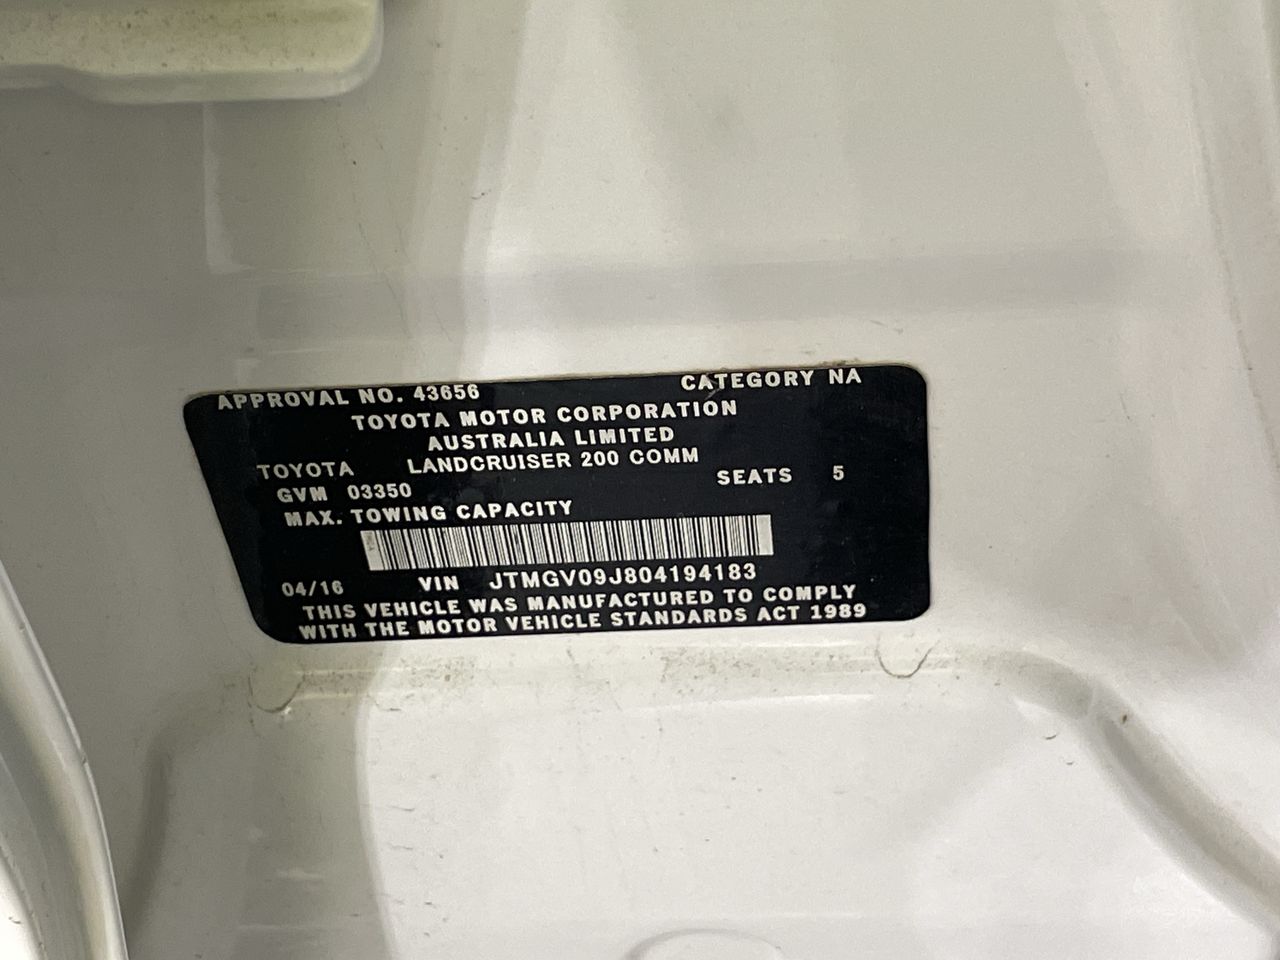 APPROVAL NO. 43656 CATEGORY NA
TOYOTA MOTOR CORPORATION
AUSTRALIA LIMITED
TOYOTA LANDCRUISER 200 COMM
GVM 03350 SEATS 5
MAX. TOWING CAPACITY
04/16 VIN JTMGV09J804194183
THIS VEHICLE WAS MANUFACTURED TO COMPLY
WITH THE MOTOR VEHICLE STANDARDS ACT 1989